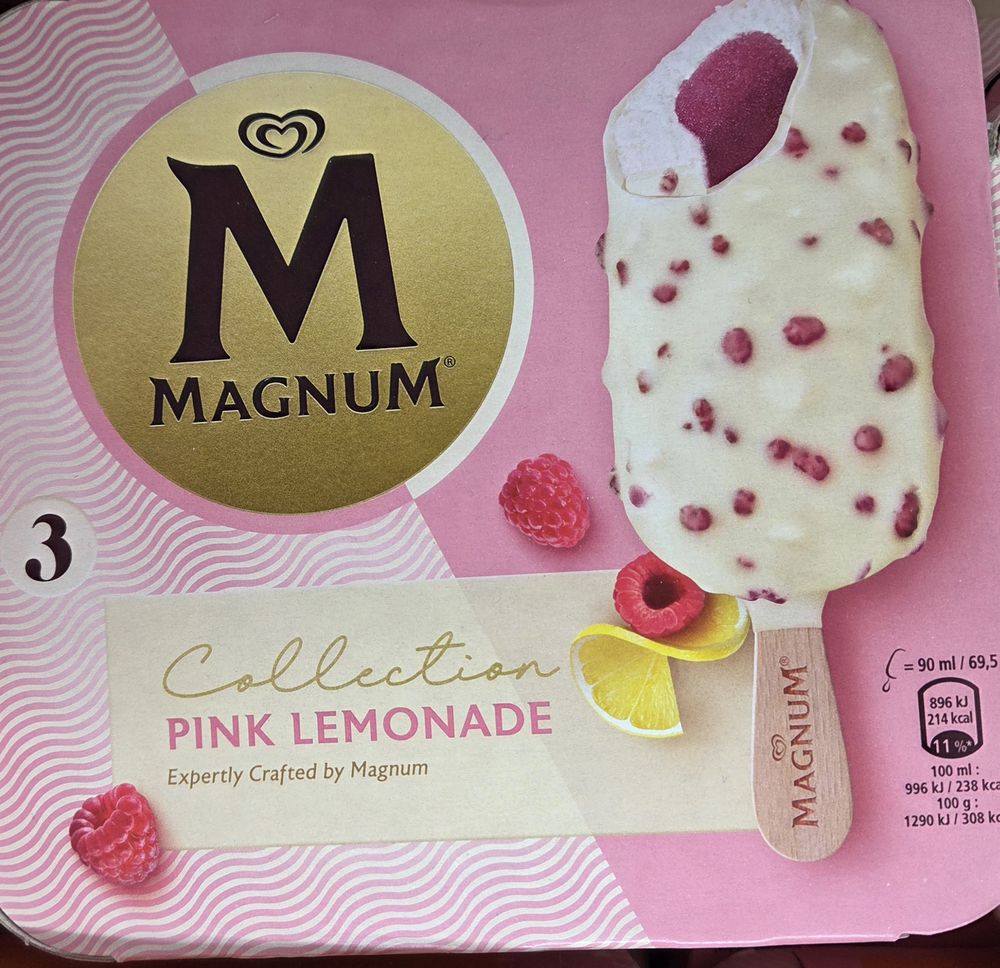 M
MAGNUM®
3
Collection
PINK LEMONADE
Expertly Crafted by Magnum
MAGNUM®
= 90 ml / 69,5
896 kJ
214 kcal
11 %*
100 ml :
996 kJ / 238 kca
100 g :
1290 kJ / 308 kc